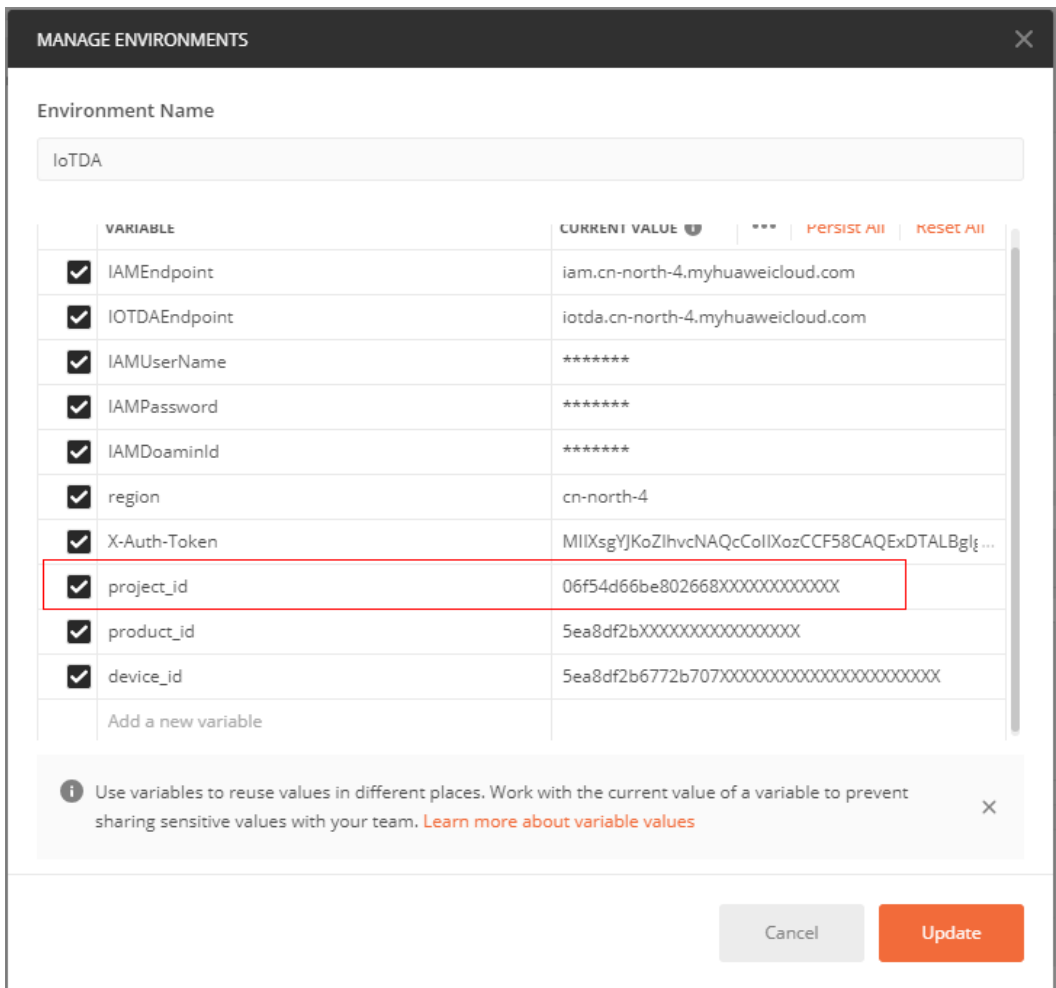 MANAGE ENVIRONMENTS
Environment Name
IoTDA
VARIABLE CURRENT VALUE Persist All Reset All
IAMEndpoint iam.cn-north-4.myhuaweicloud.com
IOTDAEndpoint iotda.cn-north-4.myhuaweicloud.com
IAMUserName *******
IAMPassword *******
IAMDoaminId *******
region cn-north-4
X-Auth-Token MIIXsgYJKoZIhvcNAQcCoIIXozCCF58CAQExDTALBglg...
project_id 06f54d66be802668XXXXXXXXXXXX
product_id 5ea8df2bXXXXXXXXXXXXXXXX
device_id 5ea8df2b6772b707XXXXXXXXXXXXXXXXXXXXXX
Add a new variable
Use variables to reuse values in different places. Work with the current value of a variable to prevent
sharing sensitive values with your team. Learn more about variable values
Cancel Update